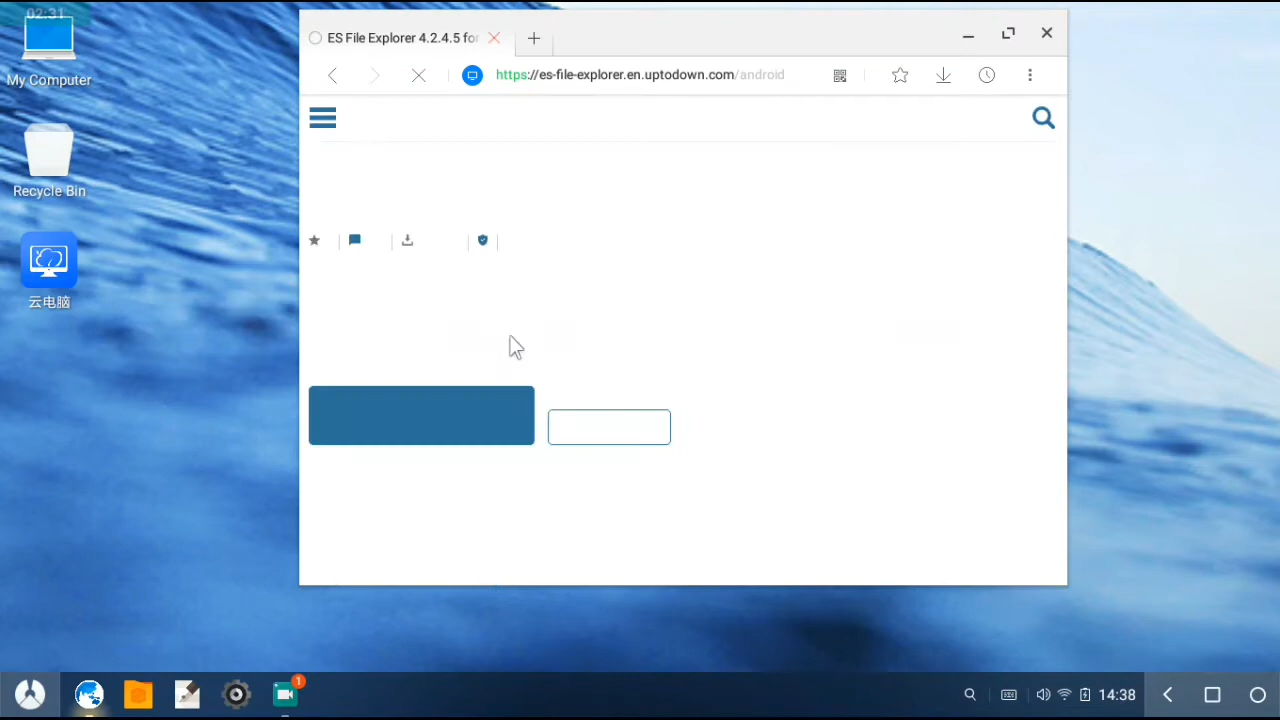 02:31
My Computer
Recycle Bin
云电脑
ES File Explorer 4.2.4.5 for
https://es-file-explorer.en.uptodown.com/android
1
14:38